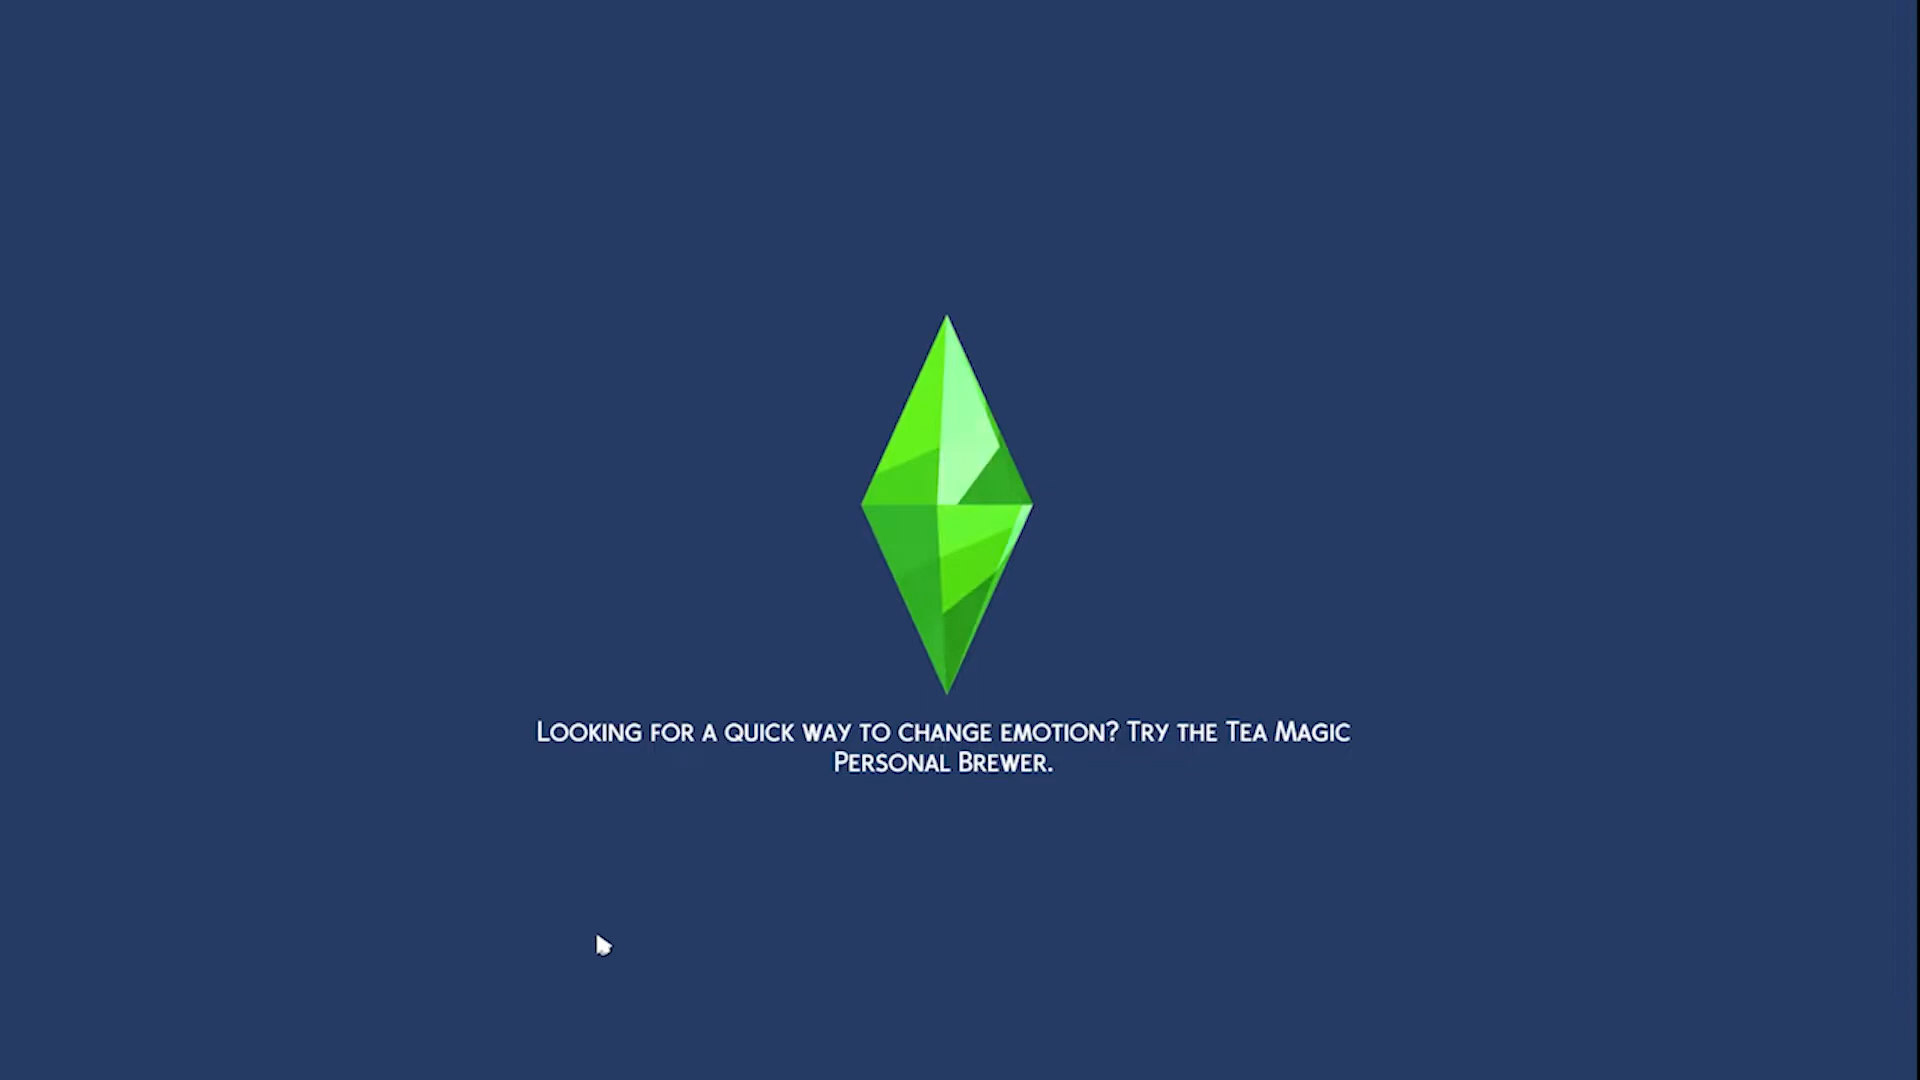 Looking for a quick way to change emotion? Try the Tea Magic
Personal Brewer.